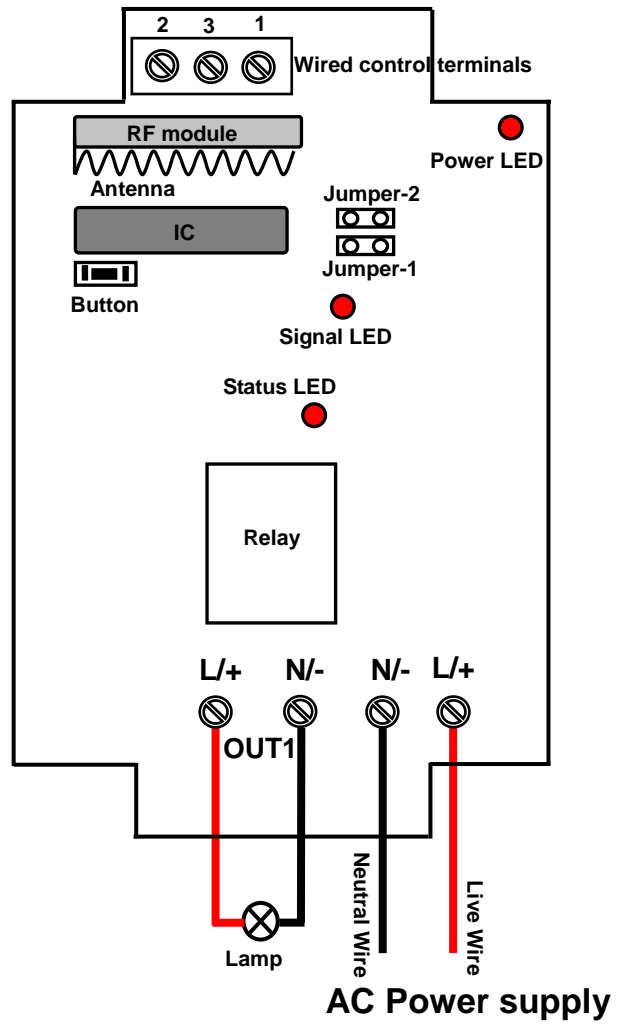 2 3 1
Wired control terminals
RF module
Power LED
Antenna
Jumper-2
IC
Jumper-1
Button
Signal LED
Status LED
Relay
L/+ N/- N/- L/+
OUT1
Neutral Wire
Live Wire
Lamp
AC Power supply